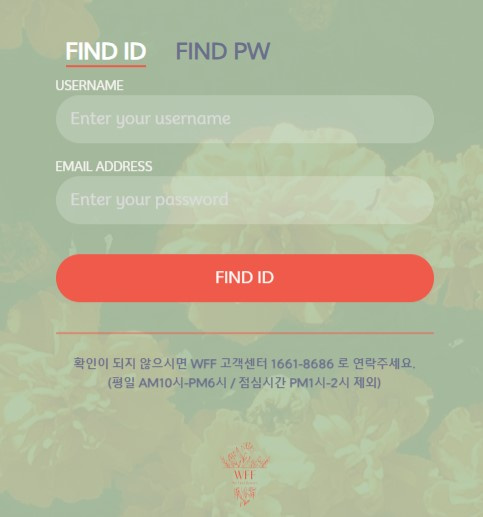 FIND ID FIND PW
USERNAME
Enter your username
EMAIL ADDRESS
Enter your password
FIND ID
확인이 되지 않으시면 WFF 고객센터 1661-8686 로 연락주세요.
(평일 AM10시-PM6시 / 점심시간 PM1시-2시 제외)
WFF